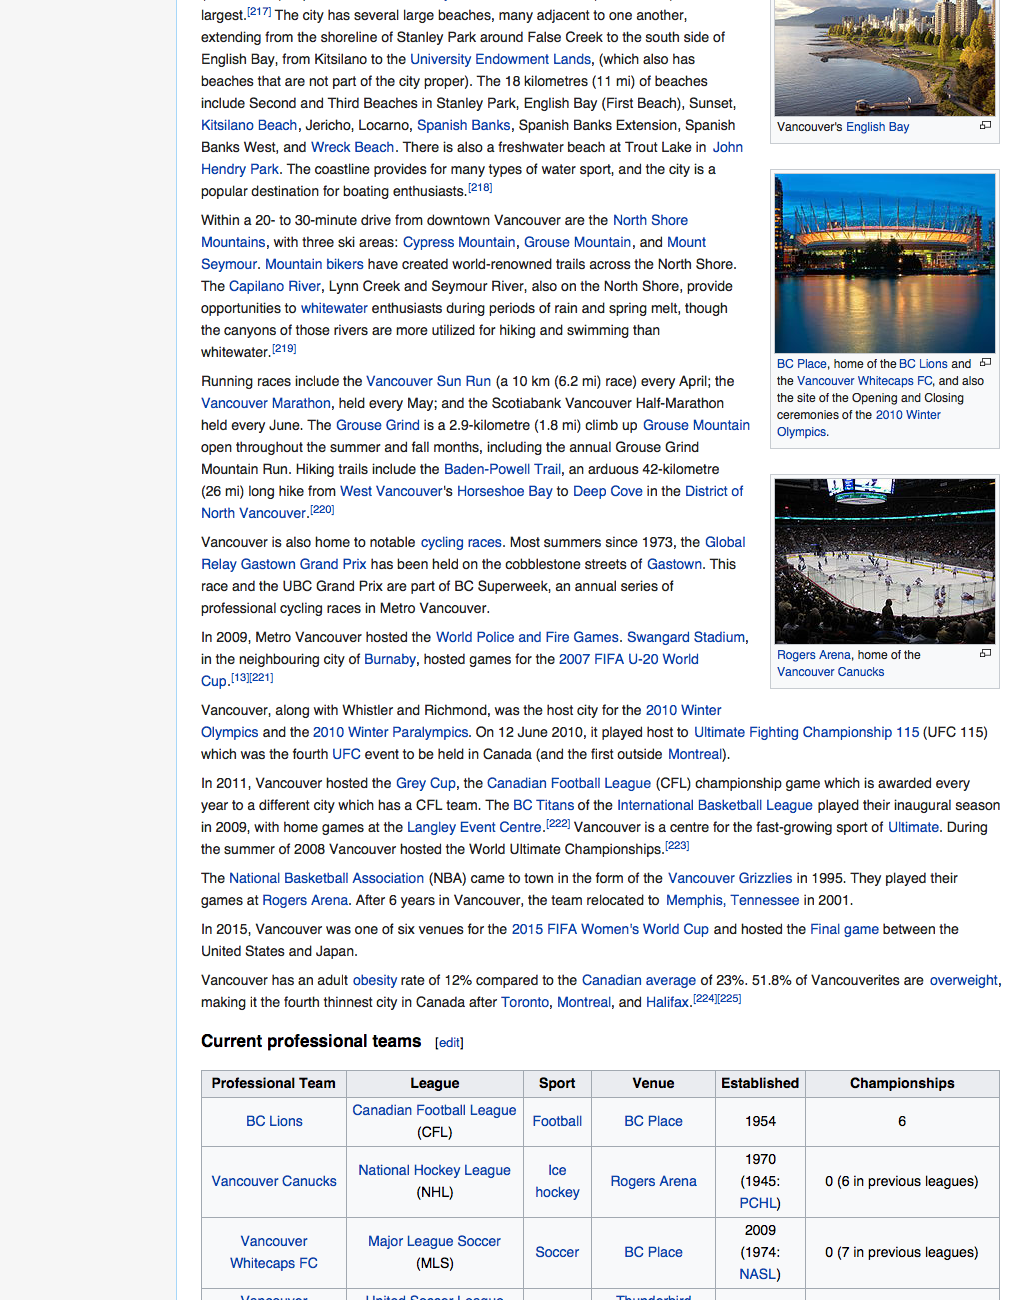 largest.[217] The city has several large beaches, many adjacent to one another,
extending from the shoreline of Stanley Park around False Creek to the south side of
English Bay, from Kitsilano to the University Endowment Lands, (which also has
beaches that are not part of the city proper). The 18 kilometres (11 mi) of beaches
include Second and Third Beaches in Stanley Park, English Bay (First Beach), Sunset,
Kitsilano Beach, Jericho, Locarno, Spanish Banks, Spanish Banks Extension, Spanish
Banks West, and Wreck Beach. There is also a freshwater beach at Trout Lake in John
Hendry Park. The coastline provides for many types of water sport, and the city is a
popular destination for boating enthusiasts.[218]
Within a 20- to 30-minute drive from downtown Vancouver are the North Shore
Mountains, with three ski areas: Cypress Mountain, Grouse Mountain, and Mount
Seymour. Mountain bikers have created world-renowned trails across the North Shore.
The Capilano River, Lynn Creek and Seymour River, also on the North Shore, provide
opportunities to whitewater enthusiasts during periods of rain and spring melt, though
the canyons of those rivers are more utilized for hiking and swimming than
whitewater.[219]
Running races include the Vancouver Sun Run (a 10 km (6.2 mi) race) every April; the
Vancouver Marathon, held every May; and the Scotiabank Vancouver Half-Marathon
held every June. The Grouse Grind is a 2.9-kilometre (1.8 mi) climb up Grouse Mountain
open throughout the summer and fall months, including the annual Grouse Grind
Mountain Run. Hiking trails include the Baden-Powell Trail, an arduous 42-kilometre
(26 mi) long hike from West Vancouver's Horseshoe Bay to Deep Cove in the District of
North Vancouver.[220]
Vancouver is also home to notable cycling races. Most summers since 1973, the Global
Relay Gastown Grand Prix has been held on the cobblestone streets of Gastown. This
race and the UBC Grand Prix are part of BC Superweek, an annual series of
professional cycling races in Metro Vancouver.
In 2009, Metro Vancouver hosted the World Police and Fire Games. Swangard Stadium,
in the neighbouring city of Burnaby, hosted games for the 2007 FIFA U-20 World
Cup.[13][221]
Vancouver's English Bay
BC Place, home of the BC Lions and
the Vancouver Whitecaps FC, and also
the site of the Opening and Closing
ceremonies of the 2010 Winter
Olympics.
Rogers Arena, home of the
Vancouver Canucks
Vancouver, along with Whistler and Richmond, was the host city for the 2010 Winter
Olympics and the 2010 Winter Paralympics. On 12 June 2010, it played host to Ultimate Fighting Championship 115 (UFC 115)
which was the fourth UFC event to be held in Canada (and the first outside Montreal).
In 2011, Vancouver hosted the Grey Cup, the Canadian Football League (CFL) championship game which is awarded every
year to a different city which has a CFL team. The BC Titans of the International Basketball League played their inaugural season
in 2009, with home games at the Langley Event Centre.[222] Vancouver is a centre for the fast-growing sport of Ultimate. During
the summer of 2008 Vancouver hosted the World Ultimate Championships.[223]
The National Basketball Association (NBA) came to town in the form of the Vancouver Grizzlies in 1995. They played their
games at Rogers Arena. After 6 years in Vancouver, the team relocated to Memphis, Tennessee in 2001.
In 2015, Vancouver was one of six venues for the 2015 FIFA Women's World Cup and hosted the Final game between the
United States and Japan.
Vancouver has an adult obesity rate of 12% compared to the Canadian average of 23%. 51.8% of Vancouverites are overweight,
making it the fourth thinnest city in Canada after Toronto, Montreal, and Halifax.[224][225]
Current professional teams [edit]
Professional Team League Sport Venue Established Championships
BC Lions Canadian Football League (CFL) Football BC Place 1954 6
Vancouver Canucks National Hockey League (NHL) Ice hockey Rogers Arena 1970 (1945: PCHL) 0 (6 in previous leagues)
Vancouver Whitecaps FC Major League Soccer (MLS) Soccer BC Place 2009 (1974: NASL) 0 (7 in previous leagues)
Vancouver United Soccer League Thunderbird